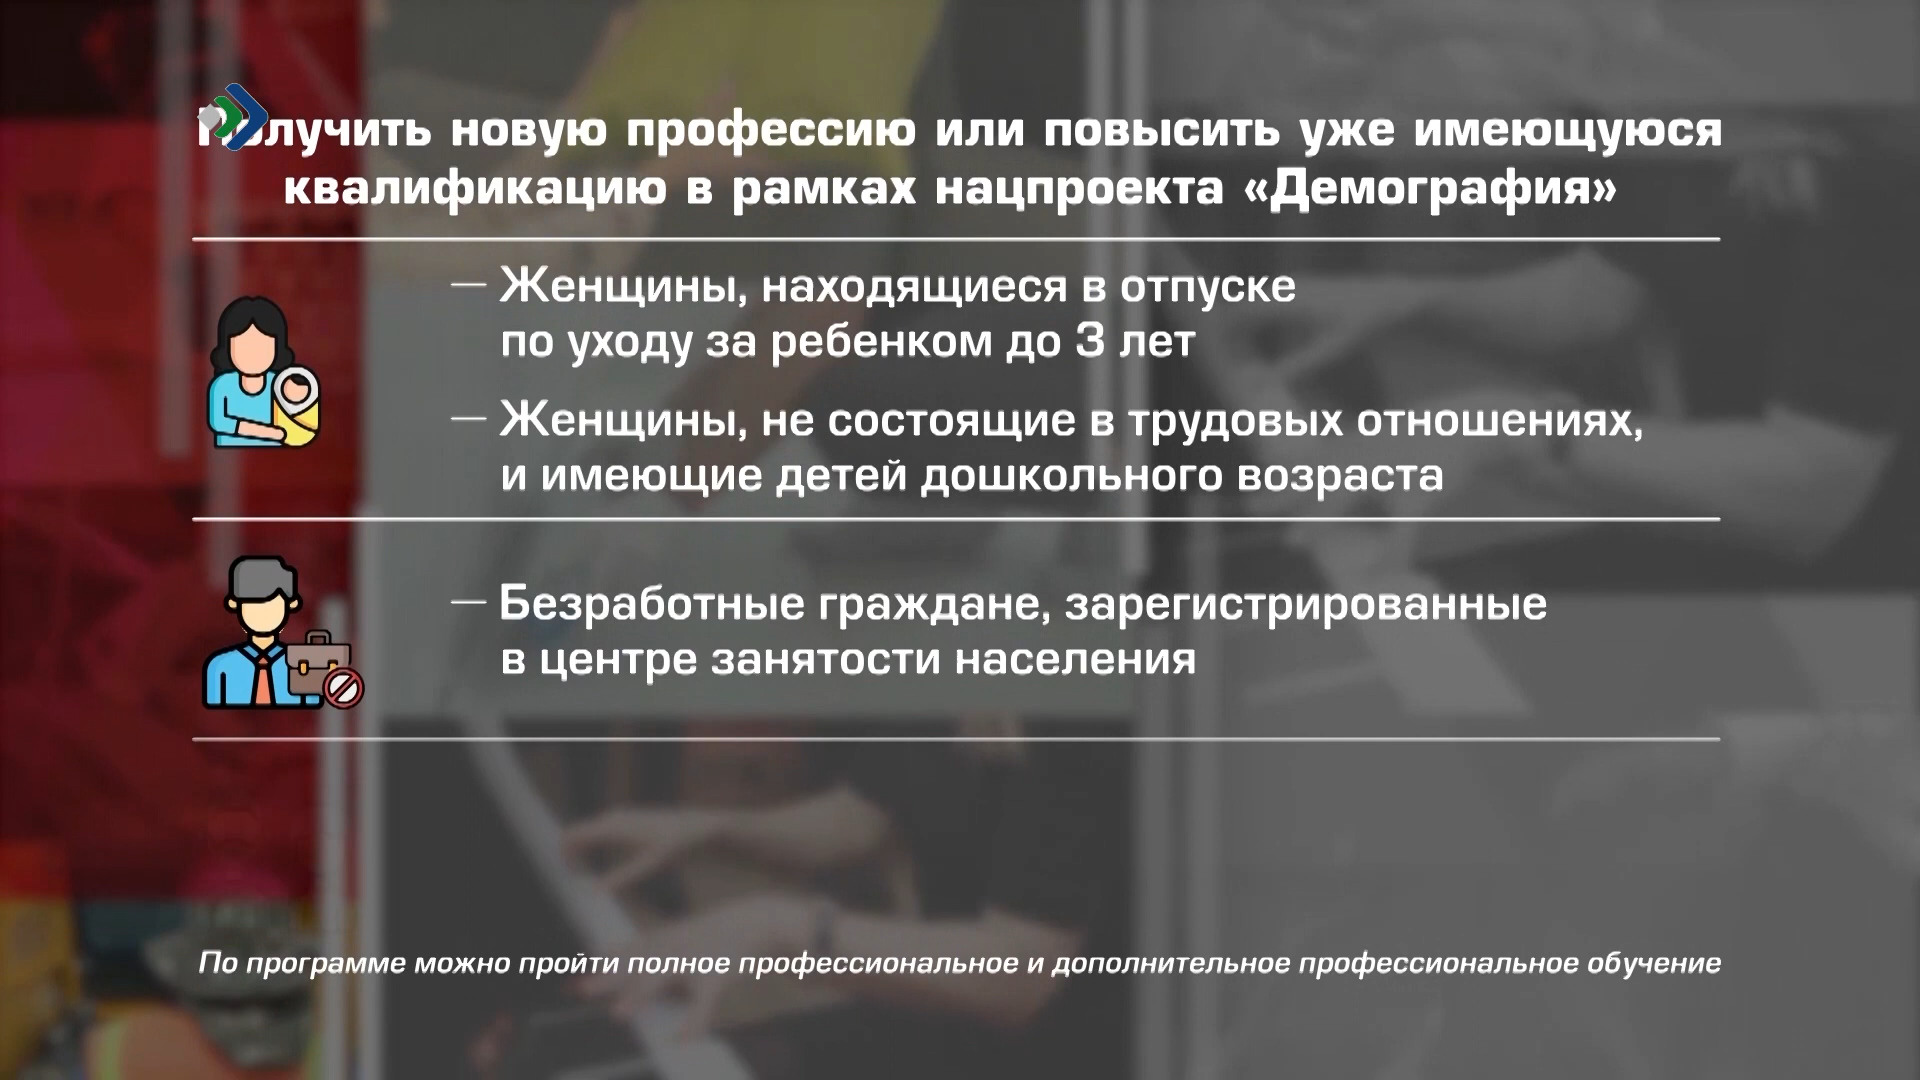 Получить новую профессию или повысить уже имеющуюся
квалификацию в рамках нацпроекта «Демография»
— Женщины, находящиеся в отпуске
по уходу за ребенком до 3 лет
— Женщины, не состоящие в трудовых отношениях,
и имеющие детей дошкольного возраста
— Безработные граждане, зарегистрированные
в центре занятости населения
По программе можно пройти полное профессиональное и дополнительное профессиональное обучение